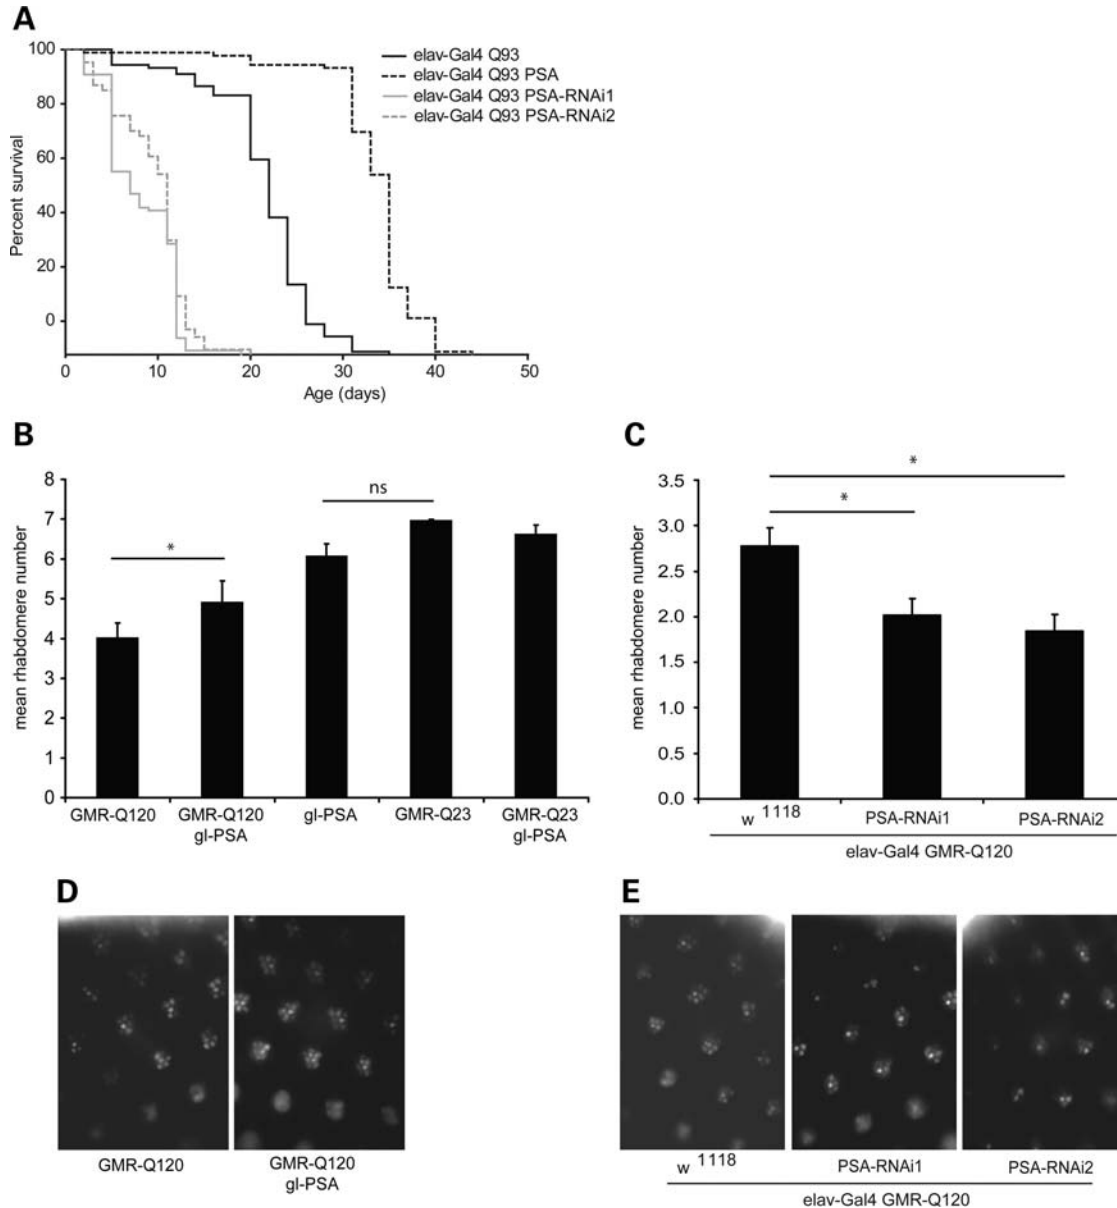 A
100
80
60
40
20
0
Percent survival
0 10 20 30 40 50
Age (days)
elav-Gal4 Q93
elav-Gal4 Q93 PSA
elav-Gal4 Q93 PSA-RNAi1
elav-Gal4 Q93 PSA-RNAi2
B
8
7
6
5
4
3
2
1
0
mean rhabdomere number
*
ns
GMR-Q120
GMR-Q120
gl-PSA
gl-PSA
GMR-Q23
GMR-Q23
gl-PSA
C
3.5
3.0
2.5
2.0
1.5
1.0
0.5
0.0
mean rhabdomere number
*
*
w 1118
PSA-RNAi1
PSA-RNAi2
elav-Gal4 GMR-Q120
D
GMR-Q120
GMR-Q120
gl-PSA
E
w 1118
PSA-RNAi1
PSA-RNAi2
elav-Gal4 GMR-Q120